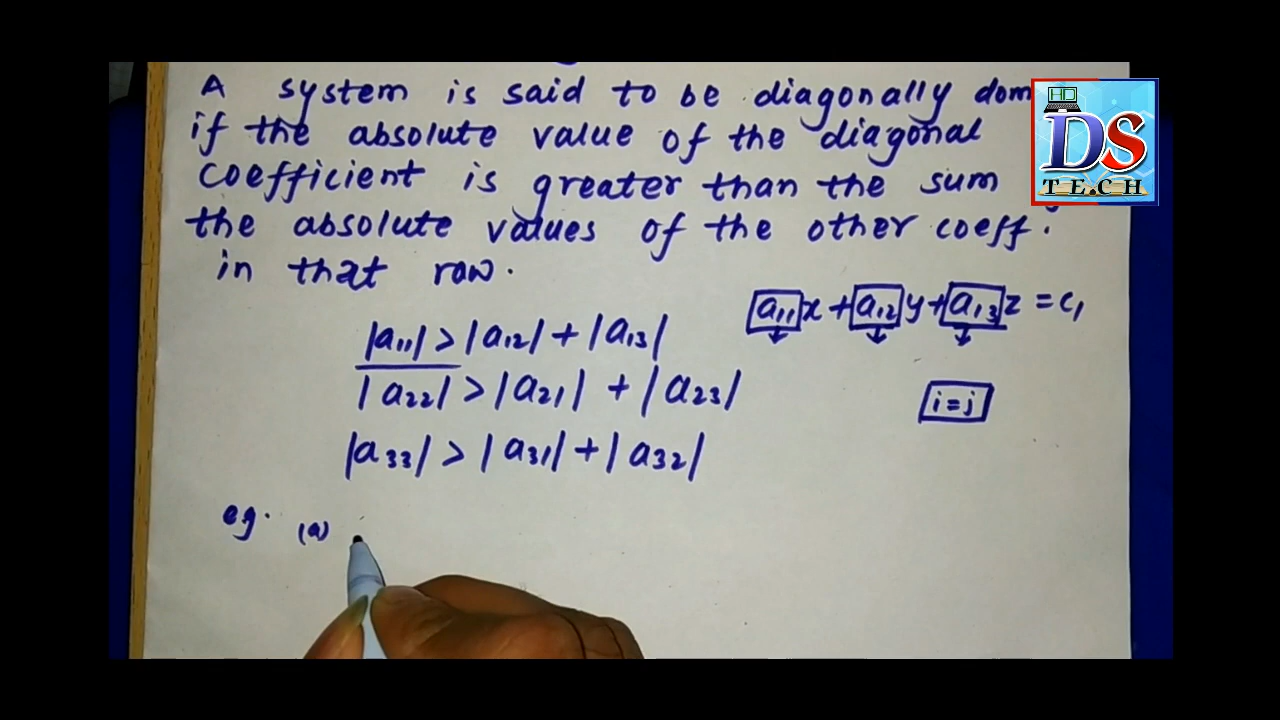 A system is said to be diagonally dom
if the absolute value of the diagonal
coefficient is greater than the sum
the absolute values of the other coeff.
in that row.
a11x + a12y + a13z = c1
|a11| > |a12| + |a13|
|a22| > |a21| + |a23|
i = j
|a33| > |a31| + |a32|
eg. (a)
HD
DS
TECH